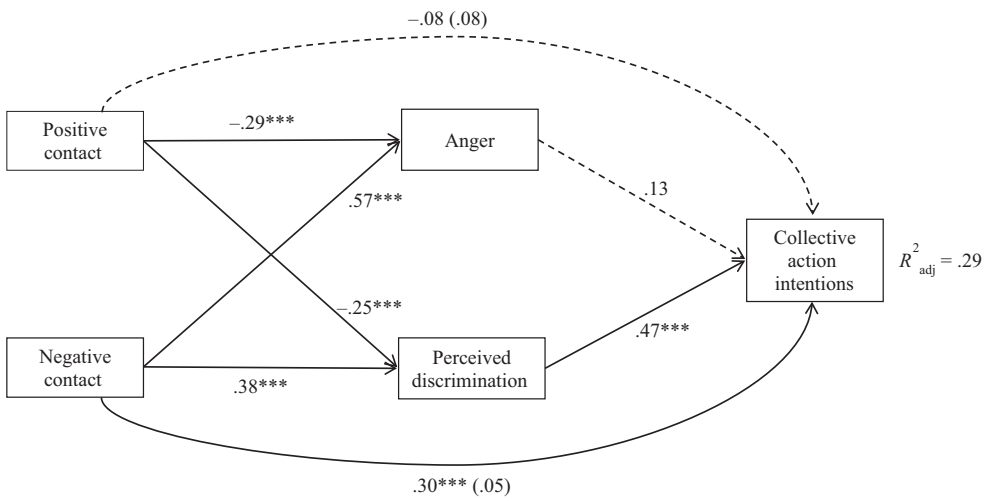 –.08 (.08)
Positive
contact
–.29***
Anger
.57***
.13
Collective
action
intentions
R²adj = .29
–.25***
.47***
Negative
contact
.38***
Perceived
discrimination
.30*** (.05)